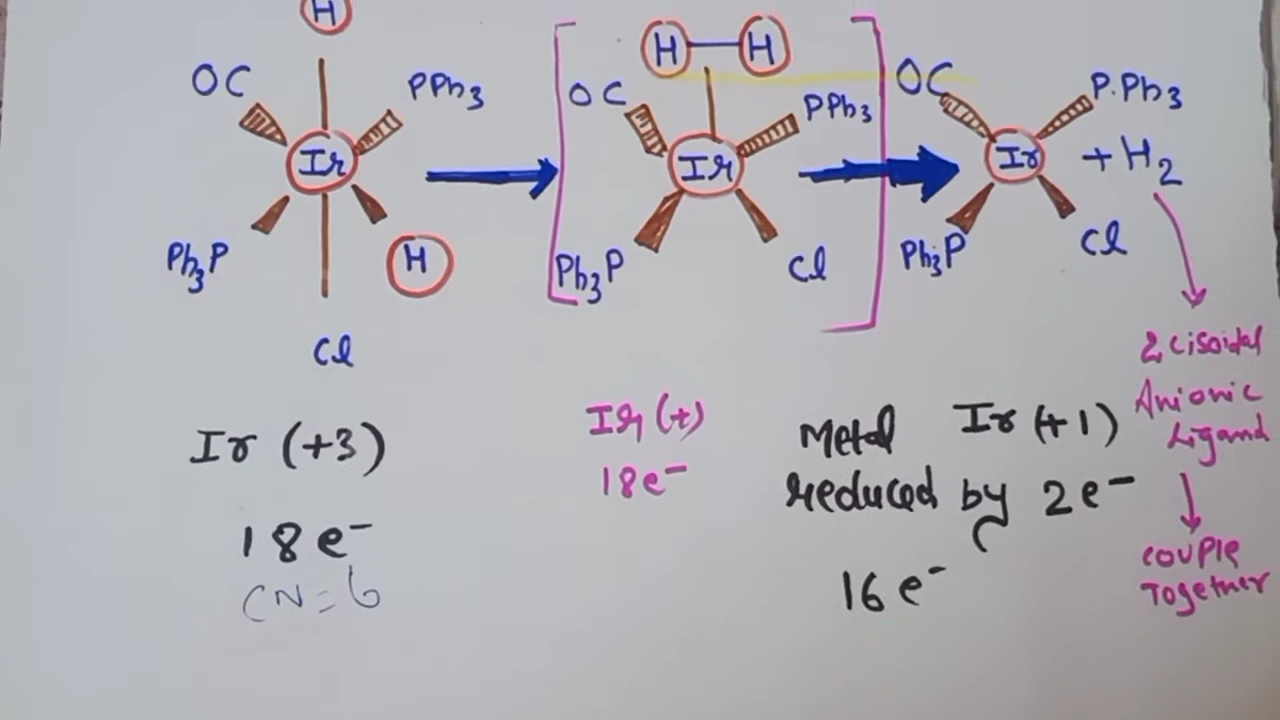 H
OC PPh3
Ir
Ph3P H
Cl
H H
OC PPh3
Ir
Ph3P Cl
OC P.Ph3
Ir + H2
Ph3P Cl
Ir (+3)
18e-
CN=6
Ir (+)
18e-
Metal Ir (+1)
reduced by 2e-
16e-
2 cisoidal
Anionic
Ligand
couple
Together